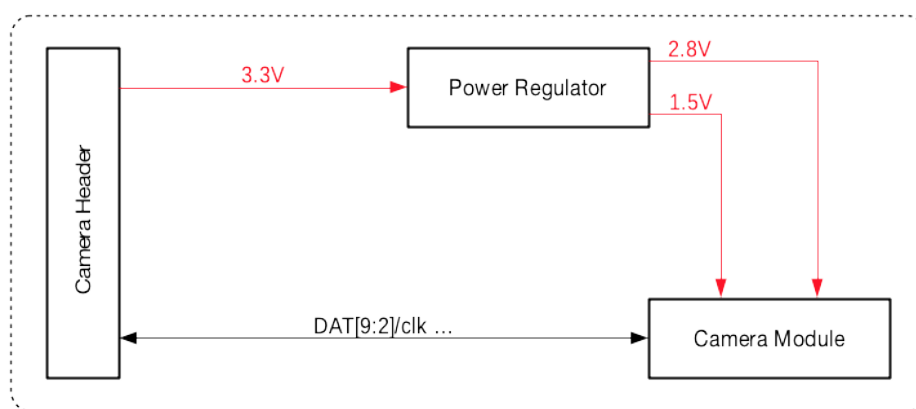 2.8V
3.3V
Power Regulator
1.5V
Camera Header
DAT[9:2]/clk ...
Camera Module